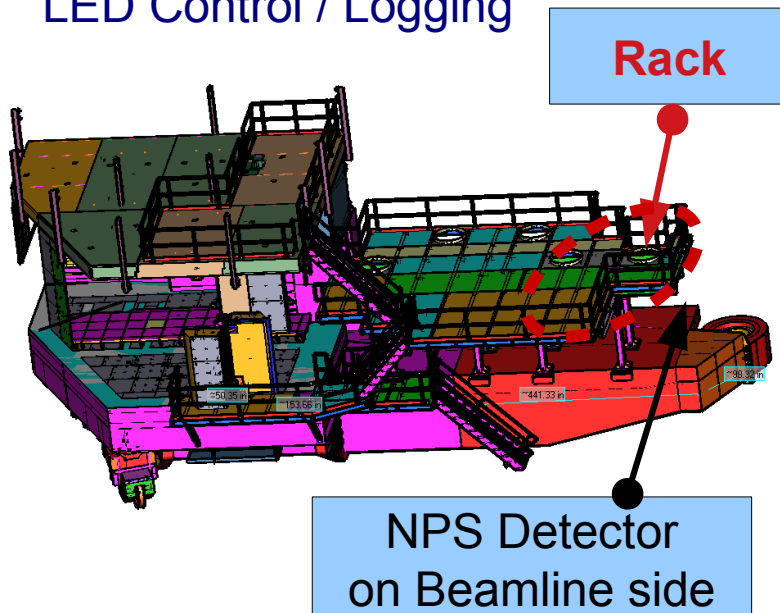 LED Control / Logging
Rack
~50.35 in
~153.66 in
~441.33 in
~98.32 in
NPS Detector
on Beamline side